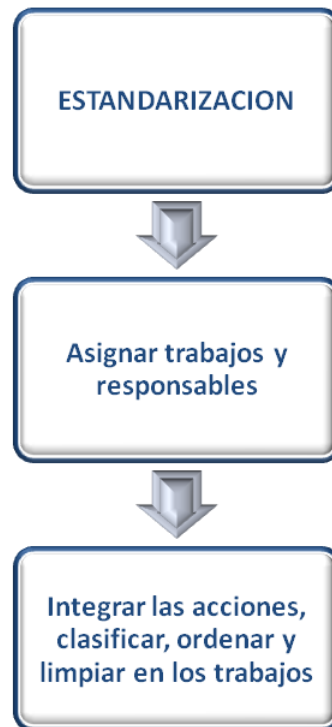 ESTANDARIZACION
Asignar trabajos y
responsables
Integrar las acciones,
clasificar, ordenar y
limpiar en los trabajos